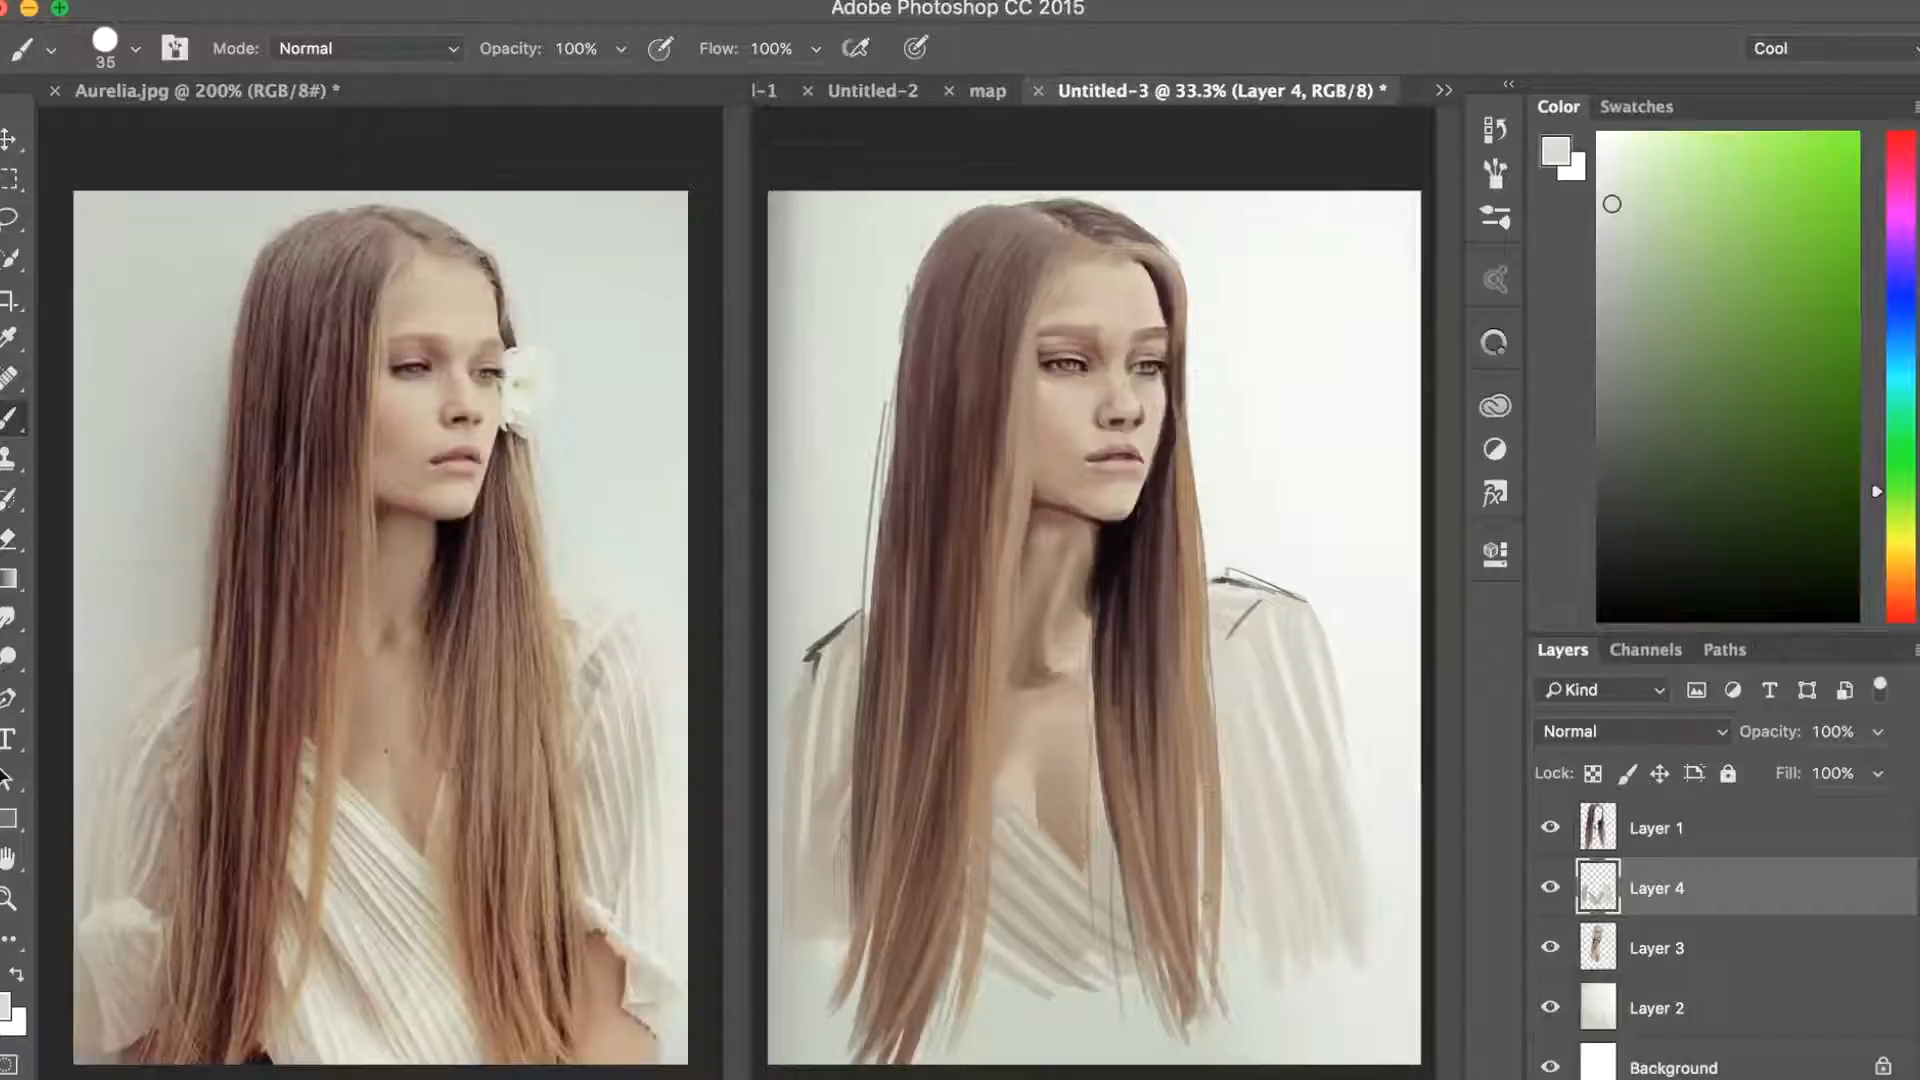 Adobe Photoshop CC 2015
35
Mode: Normal Opacity: 100% Flow: 100% Cool
× Aurelia.jpg @ 200% (RGB/8#) *
l-1 × Untitled-2 × map × Untitled-3 @ 33.3% (Layer 4, RGB/8) * >>
Color Swatches
Layers Channels Paths
Kind
Normal Opacity: 100%
Lock: Fill: 100%
Layer 1
Layer 4
Layer 3
Layer 2
Background